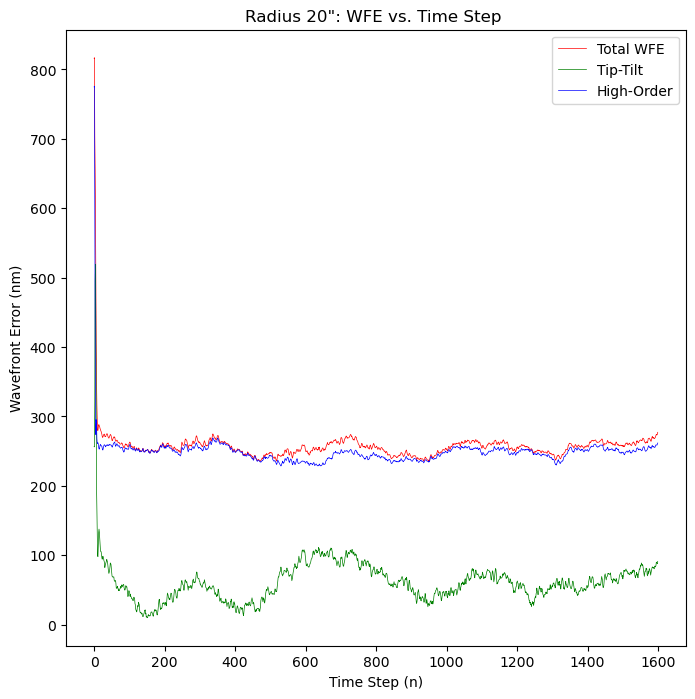 Radius 20": WFE vs. Time Step
Total WFE
Tip-Tilt
High-Order
Wavefront Error (nm)
800
700
600
500
400
300
200
100
0
0 200 400 600 800 1000 1200 1400 1600
Time Step (n)